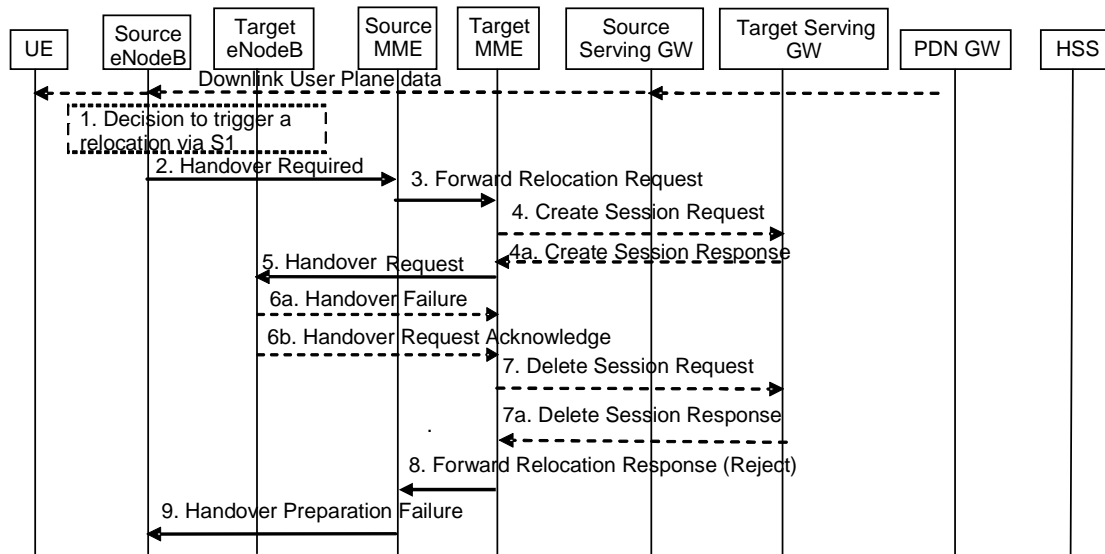 UE
Source
eNodeB
Target
eNodeB
Source
MME
Target
MME
Source
Serving GW
Target Serving
GW
PDN GW
HSS
Downlink User Plane data
1. Decision to trigger a
relocation via S1
2. Handover Required
3. Forward Relocation Request
4. Create Session Request
4a. Create Session Response
5. Handover Request
6a. Handover Failure
6b. Handover Request Acknowledge
7. Delete Session Request
7a. Delete Session Response
.
8. Forward Relocation Response (Reject)
9. Handover Preparation Failure